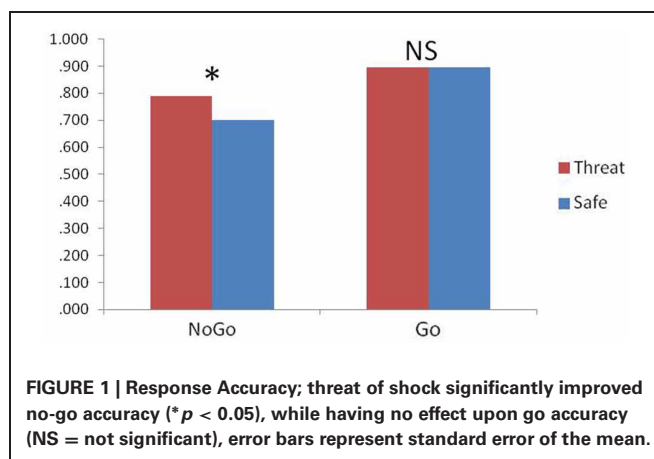 1.000
.900
.800
.700
.600
.500
.400
.300
.200
.100
.000
*
NS
NoGo
Go
Threat
Safe
FIGURE 1 | Response Accuracy; threat of shock significantly improved
no-go accuracy (*p < 0.05), while having no effect upon go accuracy
(NS = not significant), error bars represent standard error of the mean.